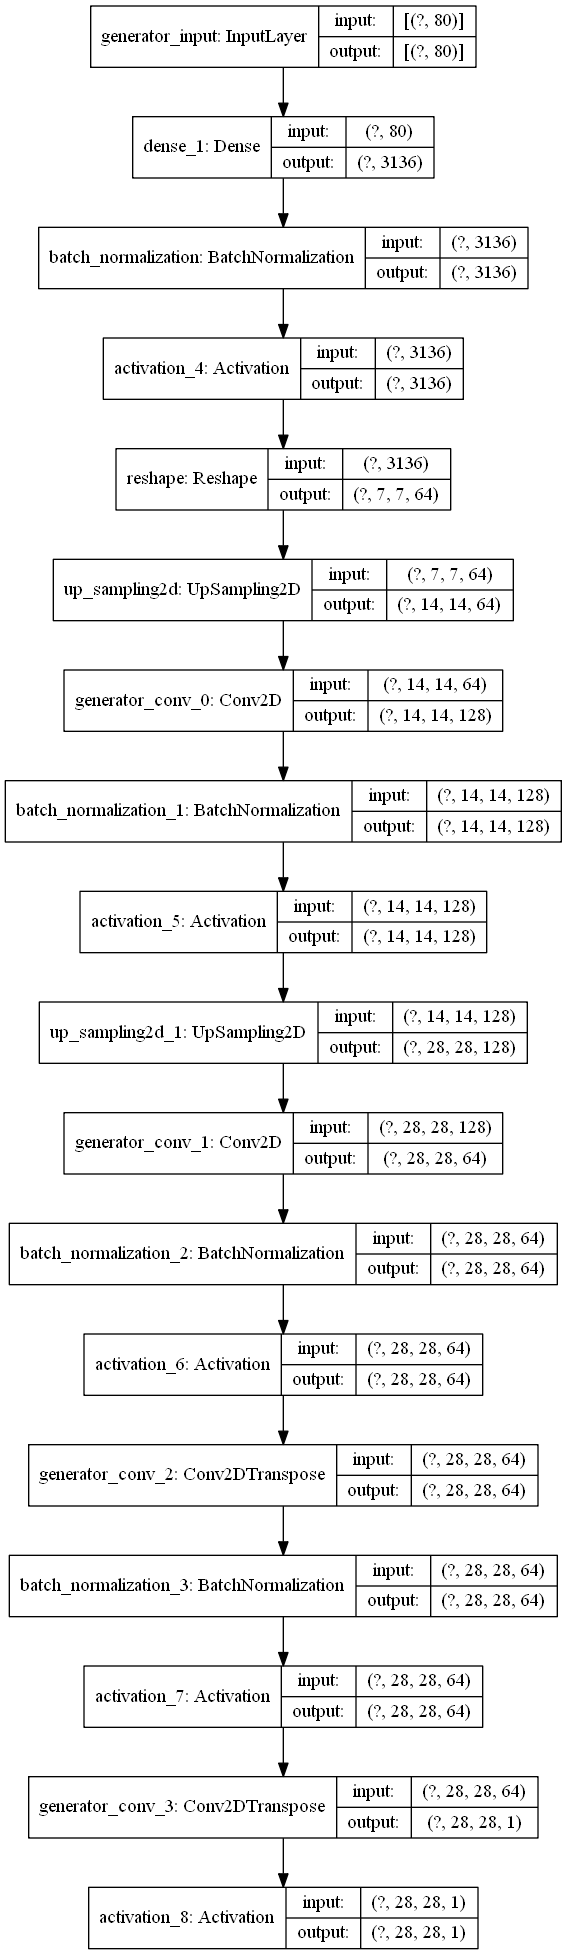 generator_input: InputLayer
input: [(?, 80)]
output: [(?, 80)]
dense_1: Dense
input: (?, 80)
output: (?, 3136)
batch_normalization: BatchNormalization
input: (?, 3136)
output: (?, 3136)
activation_4: Activation
input: (?, 3136)
output: (?, 3136)
reshape: Reshape
input: (?, 3136)
output: (?, 7, 7, 64)
up_sampling2d: UpSampling2D
input: (?, 7, 7, 64)
output: (?, 14, 14, 64)
generator_conv_0: Conv2D
input: (?, 14, 14, 64)
output: (?, 14, 14, 128)
batch_normalization_1: BatchNormalization
input: (?, 14, 14, 128)
output: (?, 14, 14, 128)
activation_5: Activation
input: (?, 14, 14, 128)
output: (?, 14, 14, 128)
up_sampling2d_1: UpSampling2D
input: (?, 14, 14, 128)
output: (?, 28, 28, 128)
generator_conv_1: Conv2D
input: (?, 28, 28, 128)
output: (?, 28, 28, 64)
batch_normalization_2: BatchNormalization
input: (?, 28, 28, 64)
output: (?, 28, 28, 64)
activation_6: Activation
input: (?, 28, 28, 64)
output: (?, 28, 28, 64)
generator_conv_2: Conv2DTranspose
input: (?, 28, 28, 64)
output: (?, 28, 28, 64)
batch_normalization_3: BatchNormalization
input: (?, 28, 28, 64)
output: (?, 28, 28, 64)
activation_7: Activation
input: (?, 28, 28, 64)
output: (?, 28, 28, 64)
generator_conv_3: Conv2DTranspose
input: (?, 28, 28, 64)
output: (?, 28, 28, 1)
activation_8: Activation
input: (?, 28, 28, 1)
output: (?, 28, 28, 1)